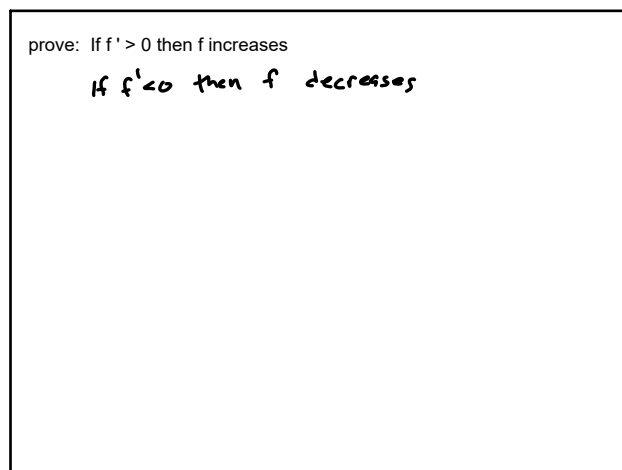 prove: If f ' > 0 then f increases
If f'<0 then f decreases